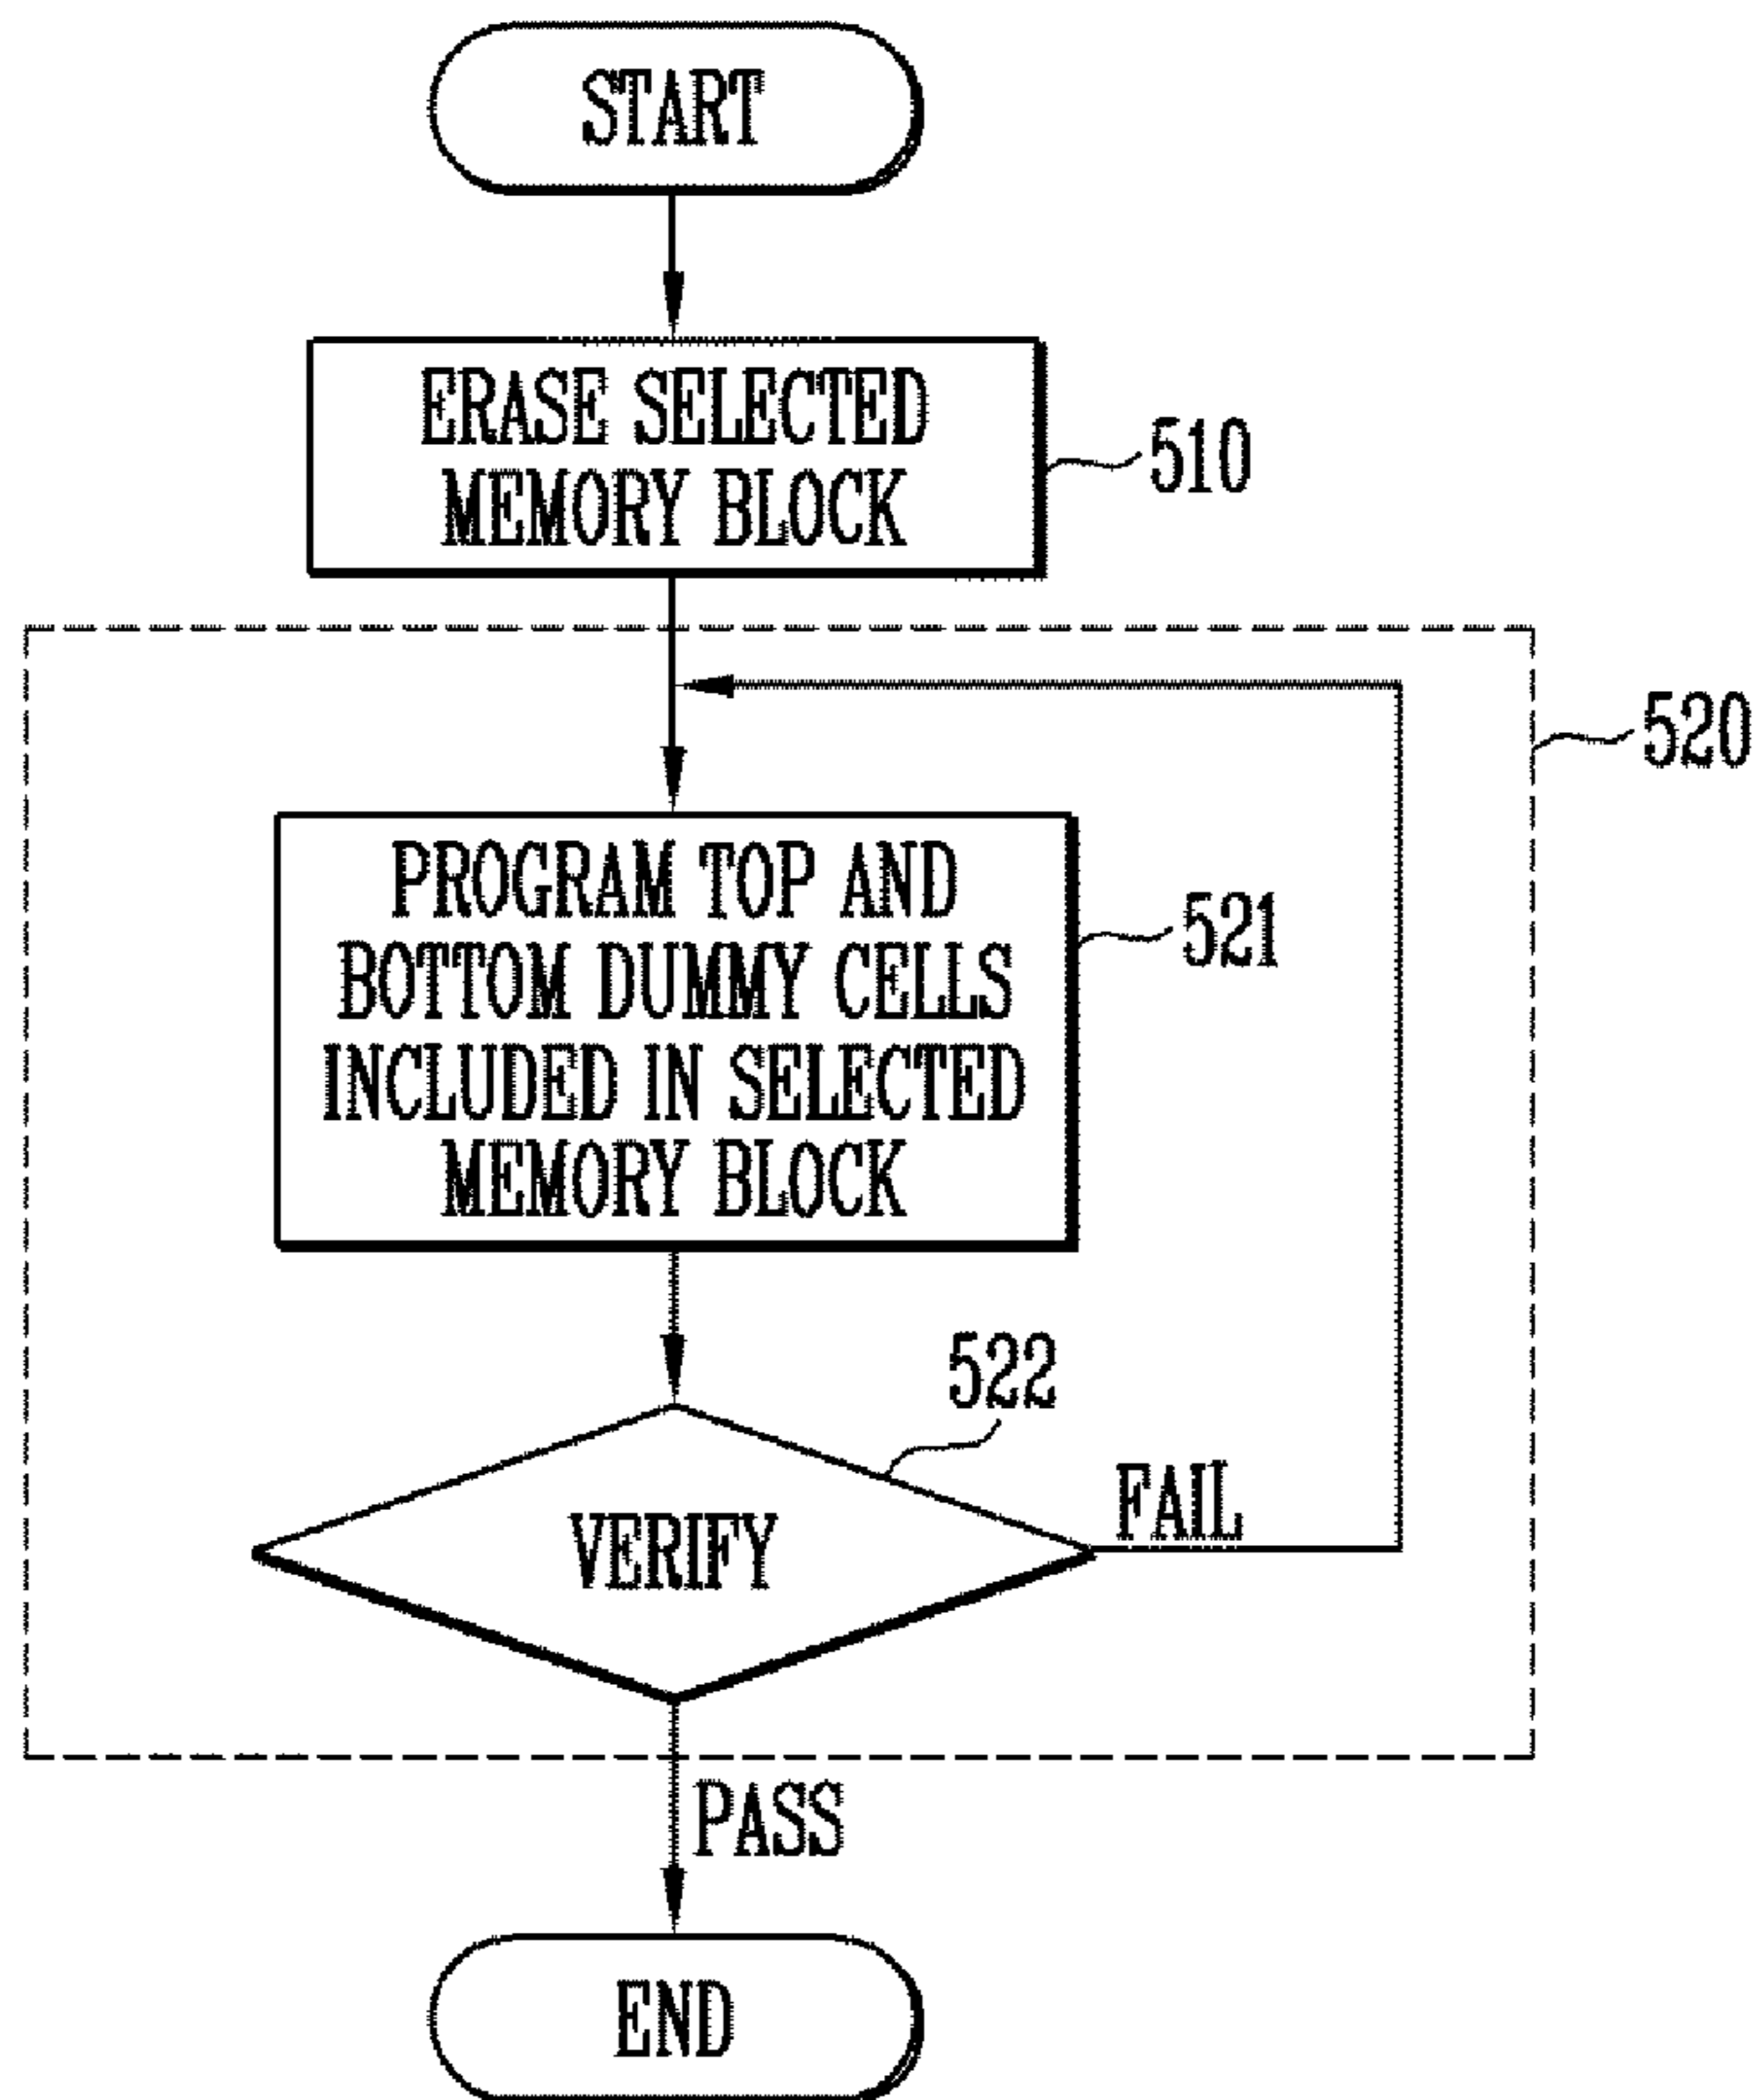 START
ERASE SELECTED
MEMORY BLOCK
510
520
PROGRAM TOP AND
BOTTOM DUMMY CELLS
INCLUDED IN SELECTED
MEMORY BLOCK
521
522
VERIFY
FAIL
PASS
END